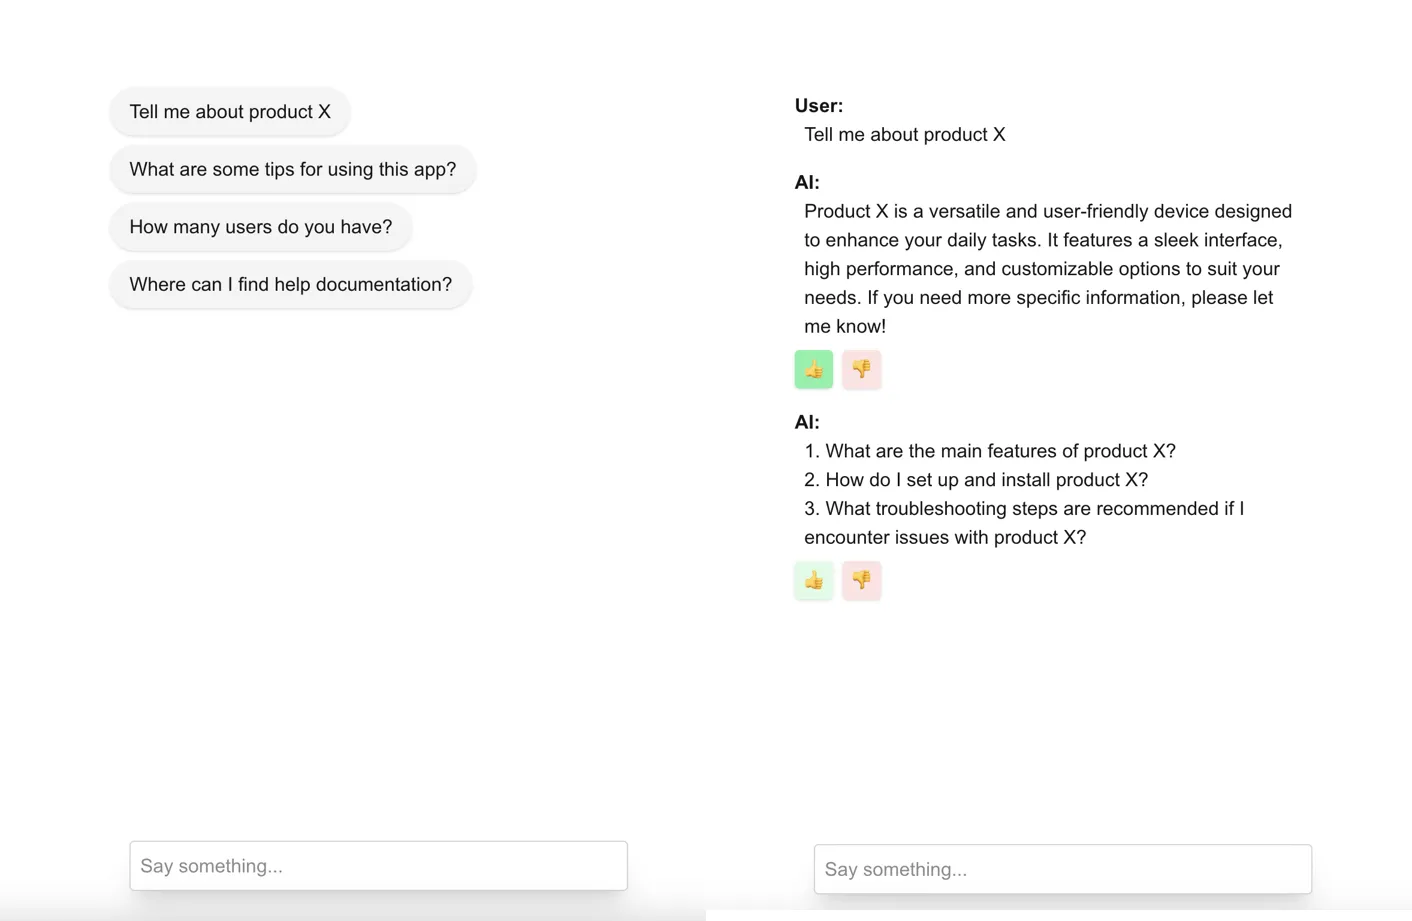 Tell me about product X
What are some tips for using this app?
How many users do you have?
Where can I find help documentation?
Say something...
User:
Tell me about product X
AI:
Product X is a versatile and user-friendly device designed
to enhance your daily tasks. It features a sleek interface,
high performance, and customizable options to suit your
needs. If you need more specific information, please let
me know!
👍 👎
AI:
1. What are the main features of product X?
2. How do I set up and install product X?
3. What troubleshooting steps are recommended if I
encounter issues with product X?
👍 👎
Say something...